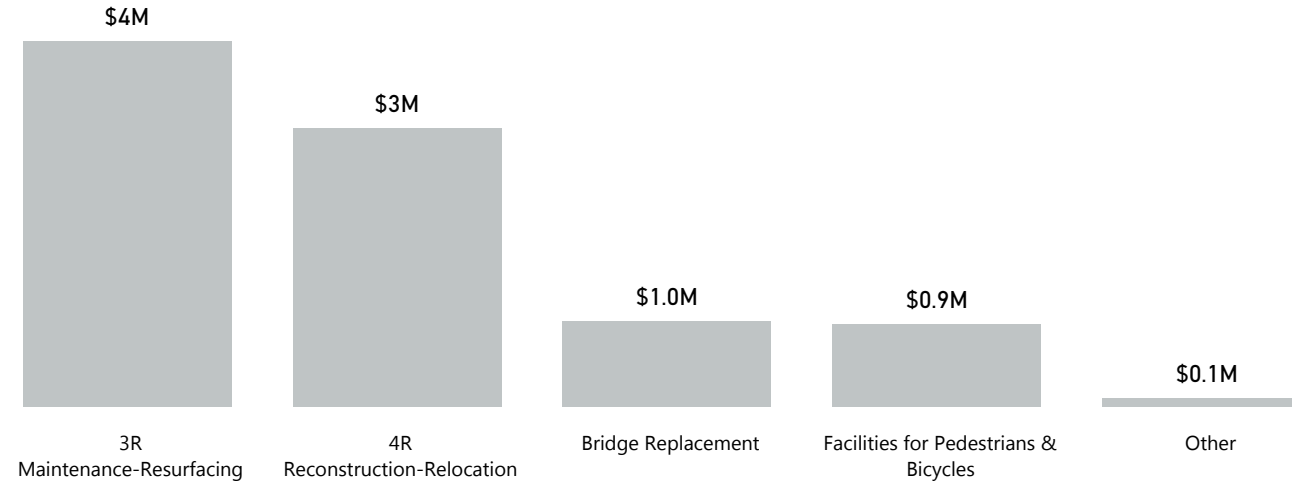 $4M
$3M
$1.0M
$0.9M
$0.1M
3R
Maintenance-Resurfacing
4R
Reconstruction-Relocation
Bridge Replacement
Facilities for Pedestrians &
Bicycles
Other